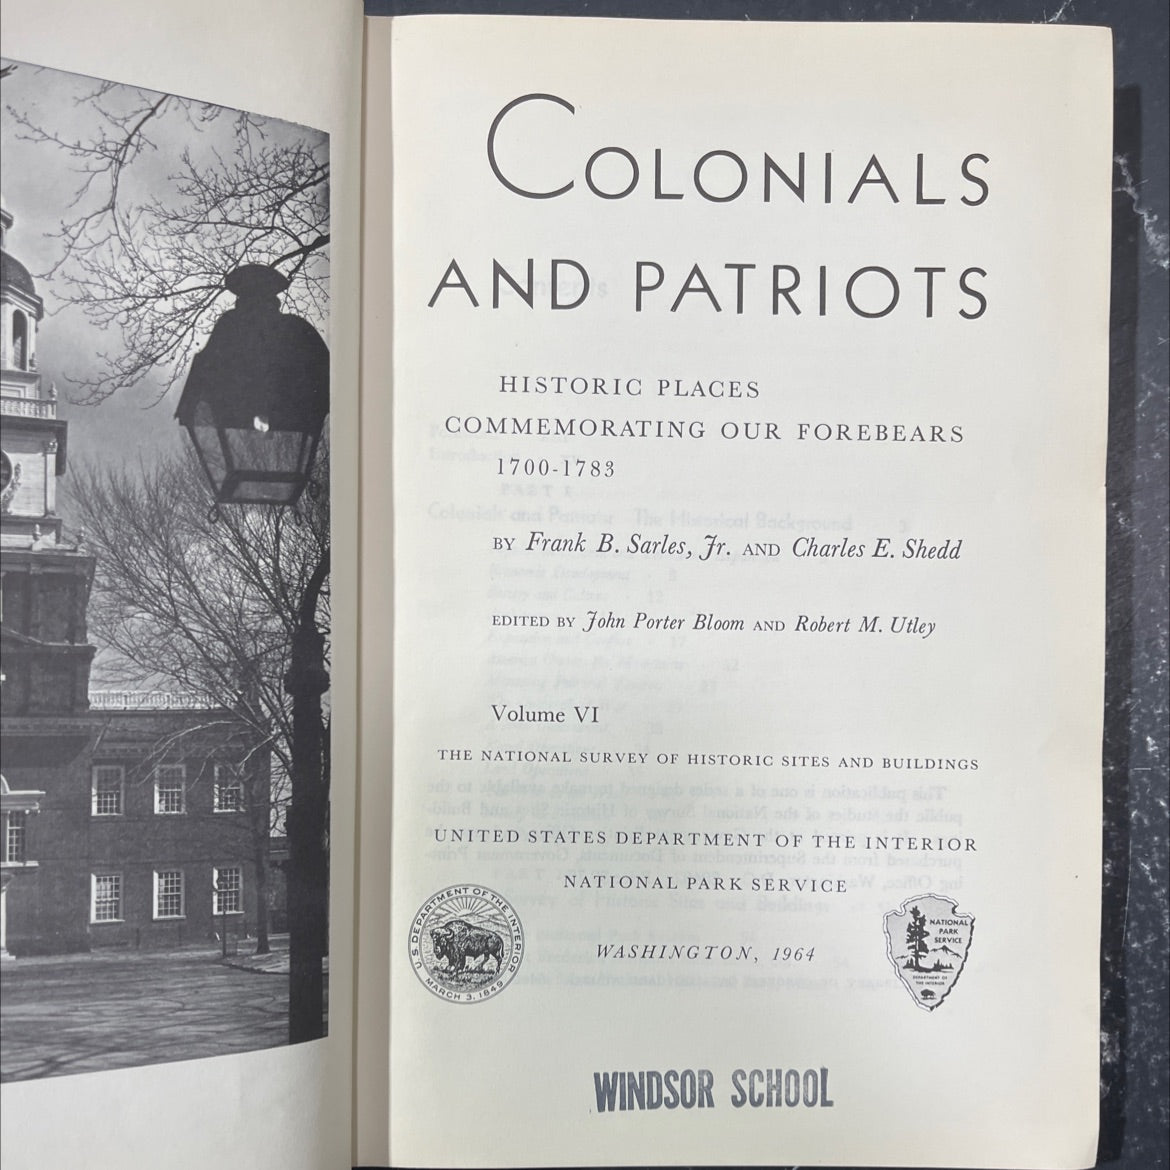 COLONIALS
AND PATRIOTS
HISTORIC PLACES
COMMEMORATING OUR FOREBEARS
1700-1783
BY Frank B. Sarles, Jr. AND Charles E. Shedd
EDITED BY John Porter Bloom AND Robert M. Utley
Volume VI
THE NATIONAL SURVEY OF HISTORIC SITES AND BUILDINGS
UNITED STATES DEPARTMENT OF THE INTERIOR
NATIONAL PARK SERVICE
WASHINGTON, 1964
U.S. DEPARTMENT OF THE INTERIOR
MARCH 3, 1849
NATIONAL
PARK
SERVICE
DEPARTMENT OF
THE INTERIOR
WINDSOR SCHOOL